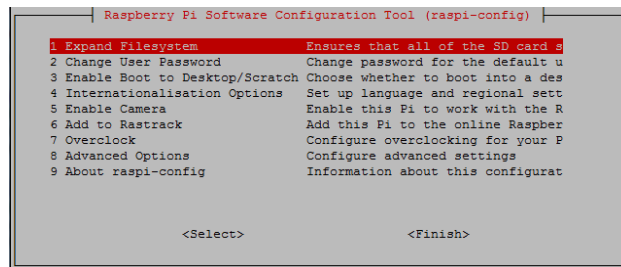 Raspberry Pi Software Configuration Tool (raspi-config)
1 Expand Filesystem Ensures that all of the SD card s
2 Change User Password Change password for the default u
3 Enable Boot to Desktop/Scratch Choose whether to boot into a des
4 Internationalisation Options Set up language and regional sett
5 Enable Camera Enable this Pi to work with the R
6 Add to Rastrack Add this Pi to the online Raspber
7 Overclock Configure overclocking for your P
8 Advanced Options Configure advanced settings
9 About raspi-config Information about this configurat
<Select> <Finish>